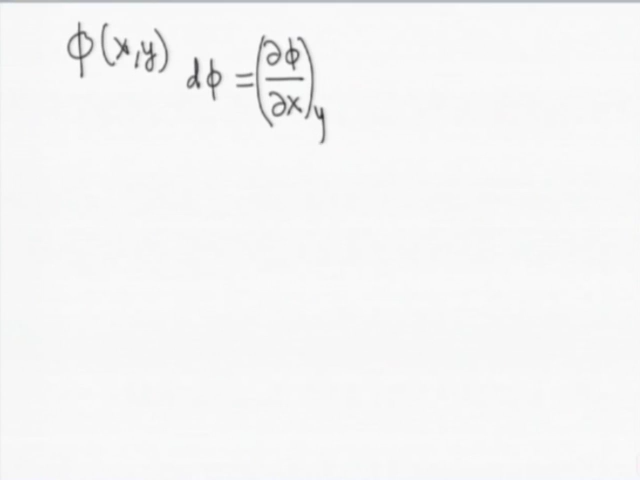 ϕ(x,y) dϕ = (∂ϕ/∂x)_y